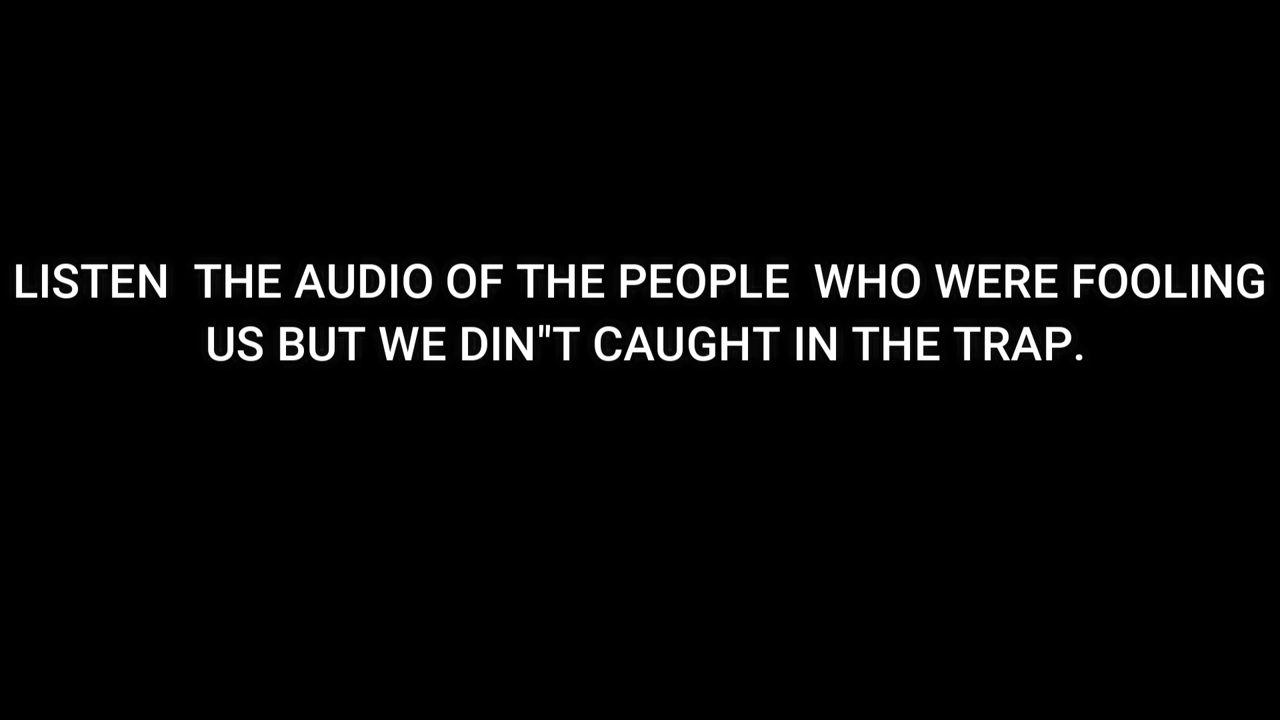 LISTEN  THE AUDIO OF THE PEOPLE  WHO WERE FOOLING
US BUT WE DIN"T CAUGHT IN THE TRAP.